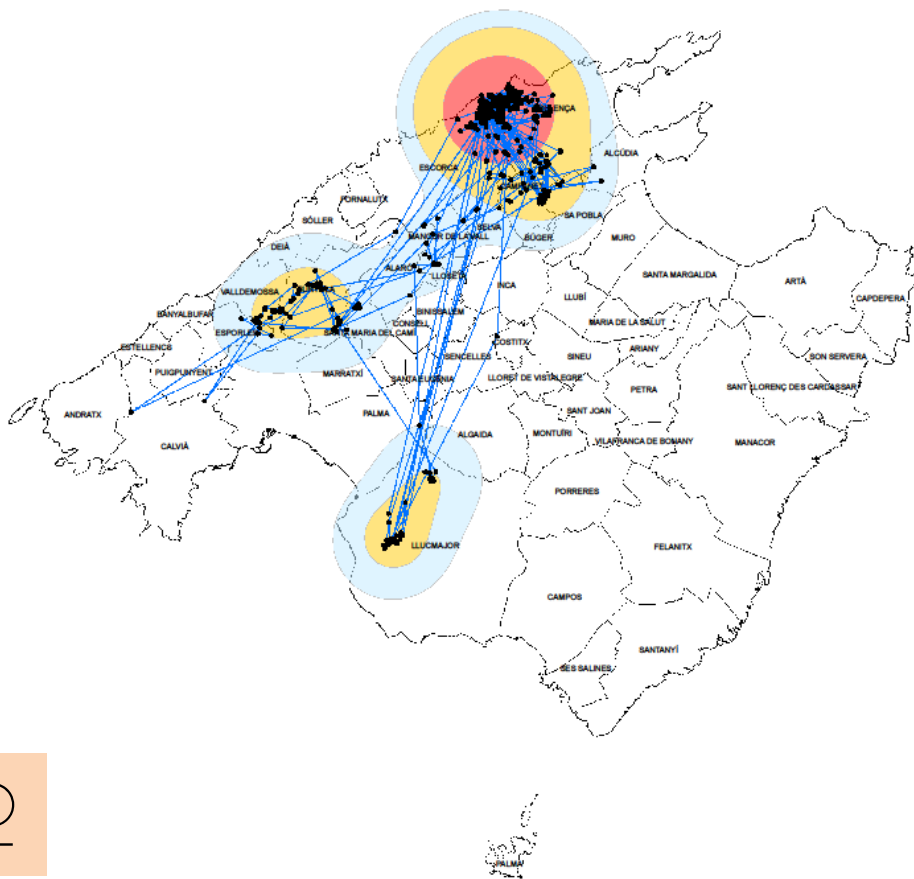 ALCÚDIA
ESCORCA
FORNALUTX
SÓLLER
SA POBLA
SELVA
MANCOR DE LA VALL
BÚGER
MURO
DEIÀ
ALARÓ
LLOSETA
SANTA MARGALIDA
INCA
ARTÀ
VALLDEMOSSA
LLUBÍ
CAPDEPERA
BANYALBUFAR
BINISSALEM
MARIA DE LA SALUT
CONSELL
ESPORLES
SANTA MARIA DEL CAMÍ
COSTITX
ESTELLENCS
ARIANY
SENCELLES
SINEU
SON SERVERA
PUIGPUNYENT
MARRATXÍ
SANTA EUGÈNIA
LLORET DE VISTALEGRE
PETRA
SANT LLORENÇ DES CARDASSAR
ANDRATX
PALMA
SANT JOAN
ALGAIDA
MONTUÏRI
VILAFRANCA DE BONANY
MANACOR
CALVIÀ
PORRERES
LLUCMAJOR
FELANITX
CAMPOS
SANTANYÍ
SES SALINES
PALMA